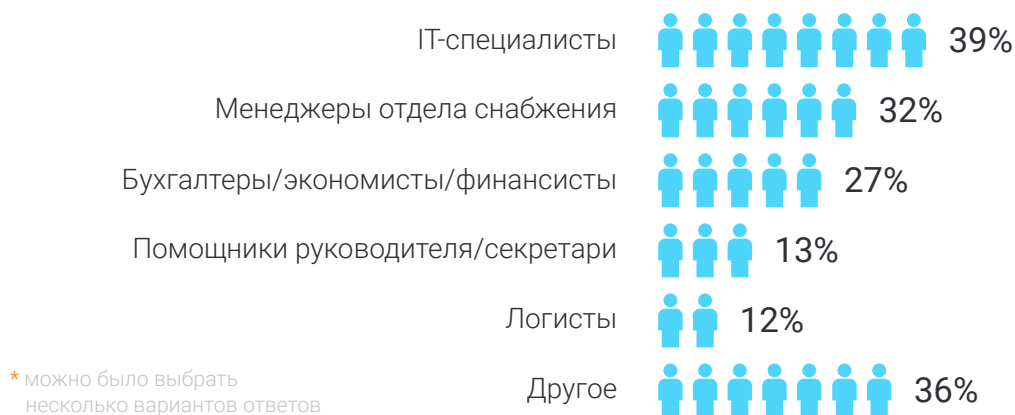 IT-специалисты 39%
Менеджеры отдела снабжения 32%
Бухгалтеры/экономисты/финансисты 27%
Помощники руководителя/секретари 13%
Логисты 12%
Другое 36%
* можно было выбрать
несколько вариантов ответов